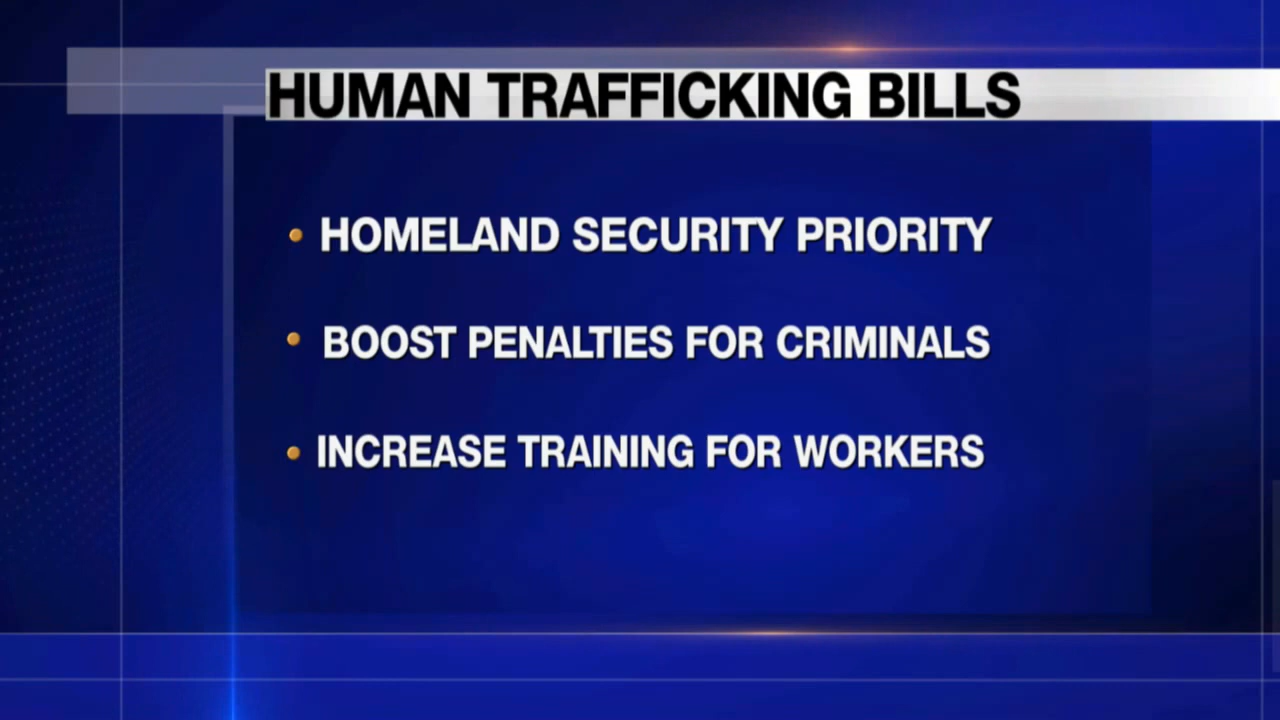 HUMAN TRAFFICKING BILLS
• HOMELAND SECURITY PRIORITY
• BOOST PENALTIES FOR CRIMINALS
• INCREASE TRAINING FOR WORKERS